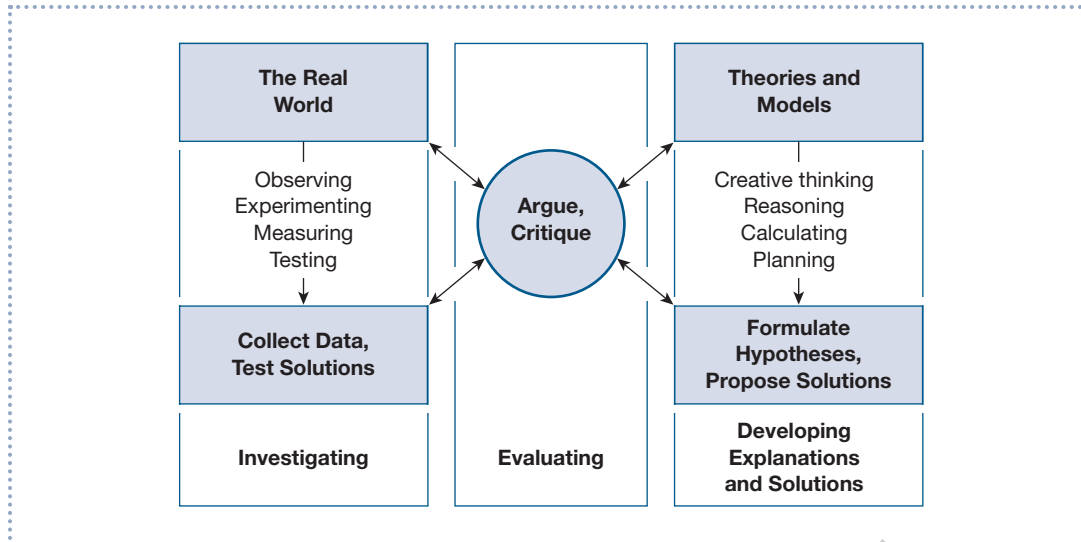 The Real
World
Observing
Experimenting
Measuring
Testing
Collect Data,
Test Solutions
Investigating
Argue,
Critique
Evaluating
Theories and
Models
Creative thinking
Reasoning
Calculating
Planning
Formulate
Hypotheses,
Propose Solutions
Developing
Explanations
and Solutions